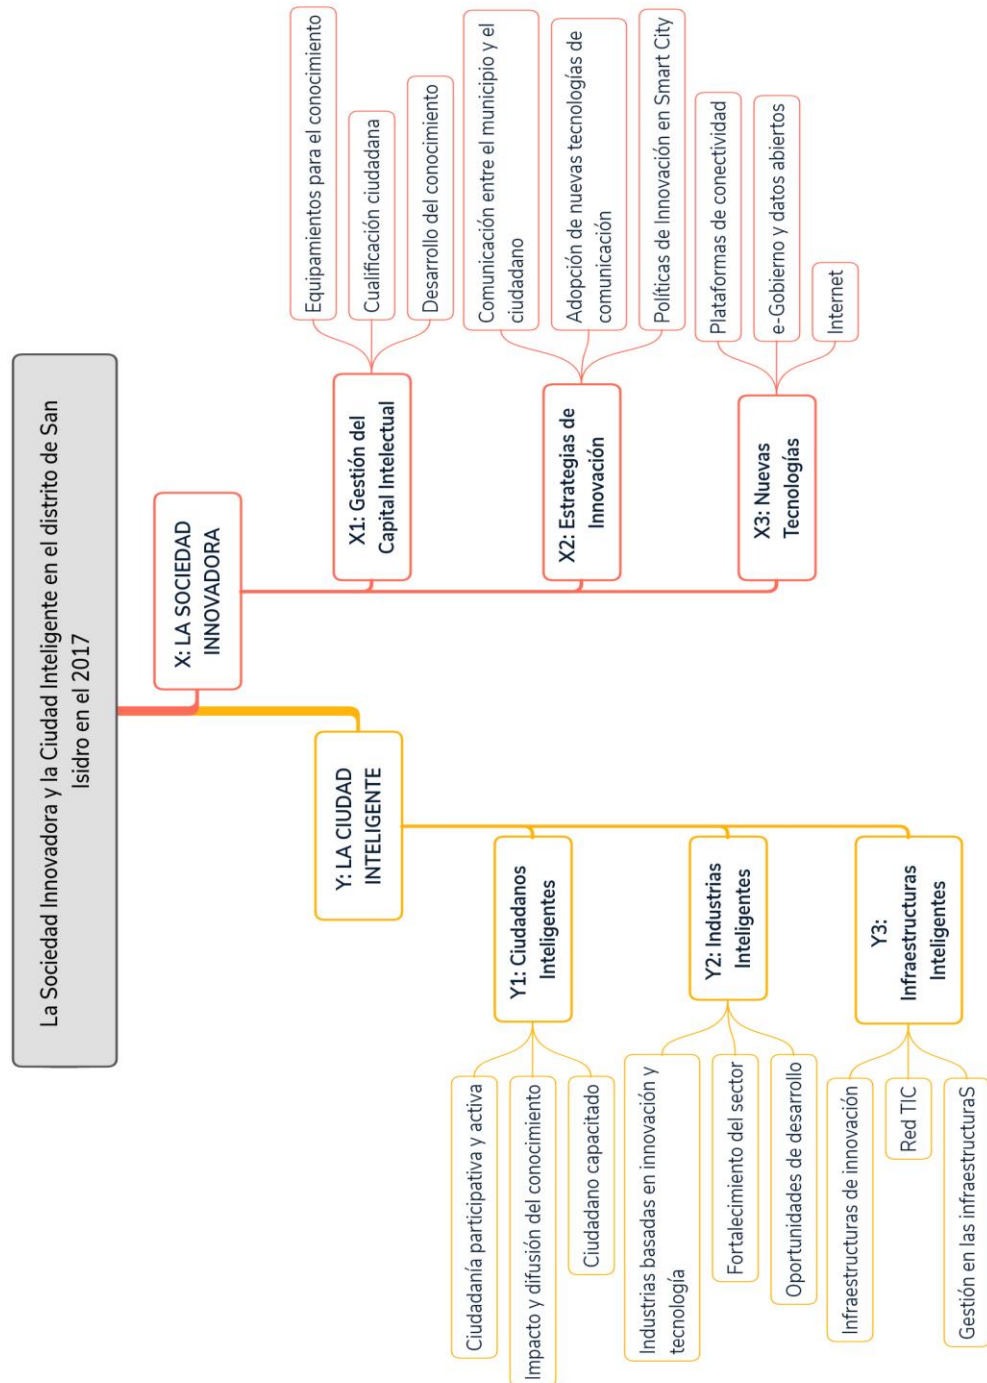 La Sociedad Innovadora y la Ciudad Inteligente en el distrito de San
Isidro en el 2017
X: LA SOCIEDAD
INNOVADORA
X1: Gestión del
Capital Intelectual
Equipamientos para el conocimiento
Cualificación ciudadana
Desarrollo del conocimiento
X2: Estrategias de
Innovación
Comunicación entre el municipio y el
ciudadano
Adopción de nuevas tecnologías de
comunicación
Políticas de Innovación en Smart City
X3: Nuevas
Tecnologías
Plataformas de conectividad
e-Gobierno y datos abiertos
Internet
Y: LA CIUDAD
INTELIGENTE
Y1: Ciudadanos
Inteligentes
Ciudadanía participativa y activa
Impacto y difusión del conocimiento
Ciudadano capacitado
Y2: Industrias
Inteligentes
Industrias basadas en innovación y
tecnología
Fortalecimiento del sector
Oportunidades de desarrollo
Y3:
Infraestructuras
Inteligentes
Infraestructuras de innovación
Red TIC
Gestión en las infraestructuraS